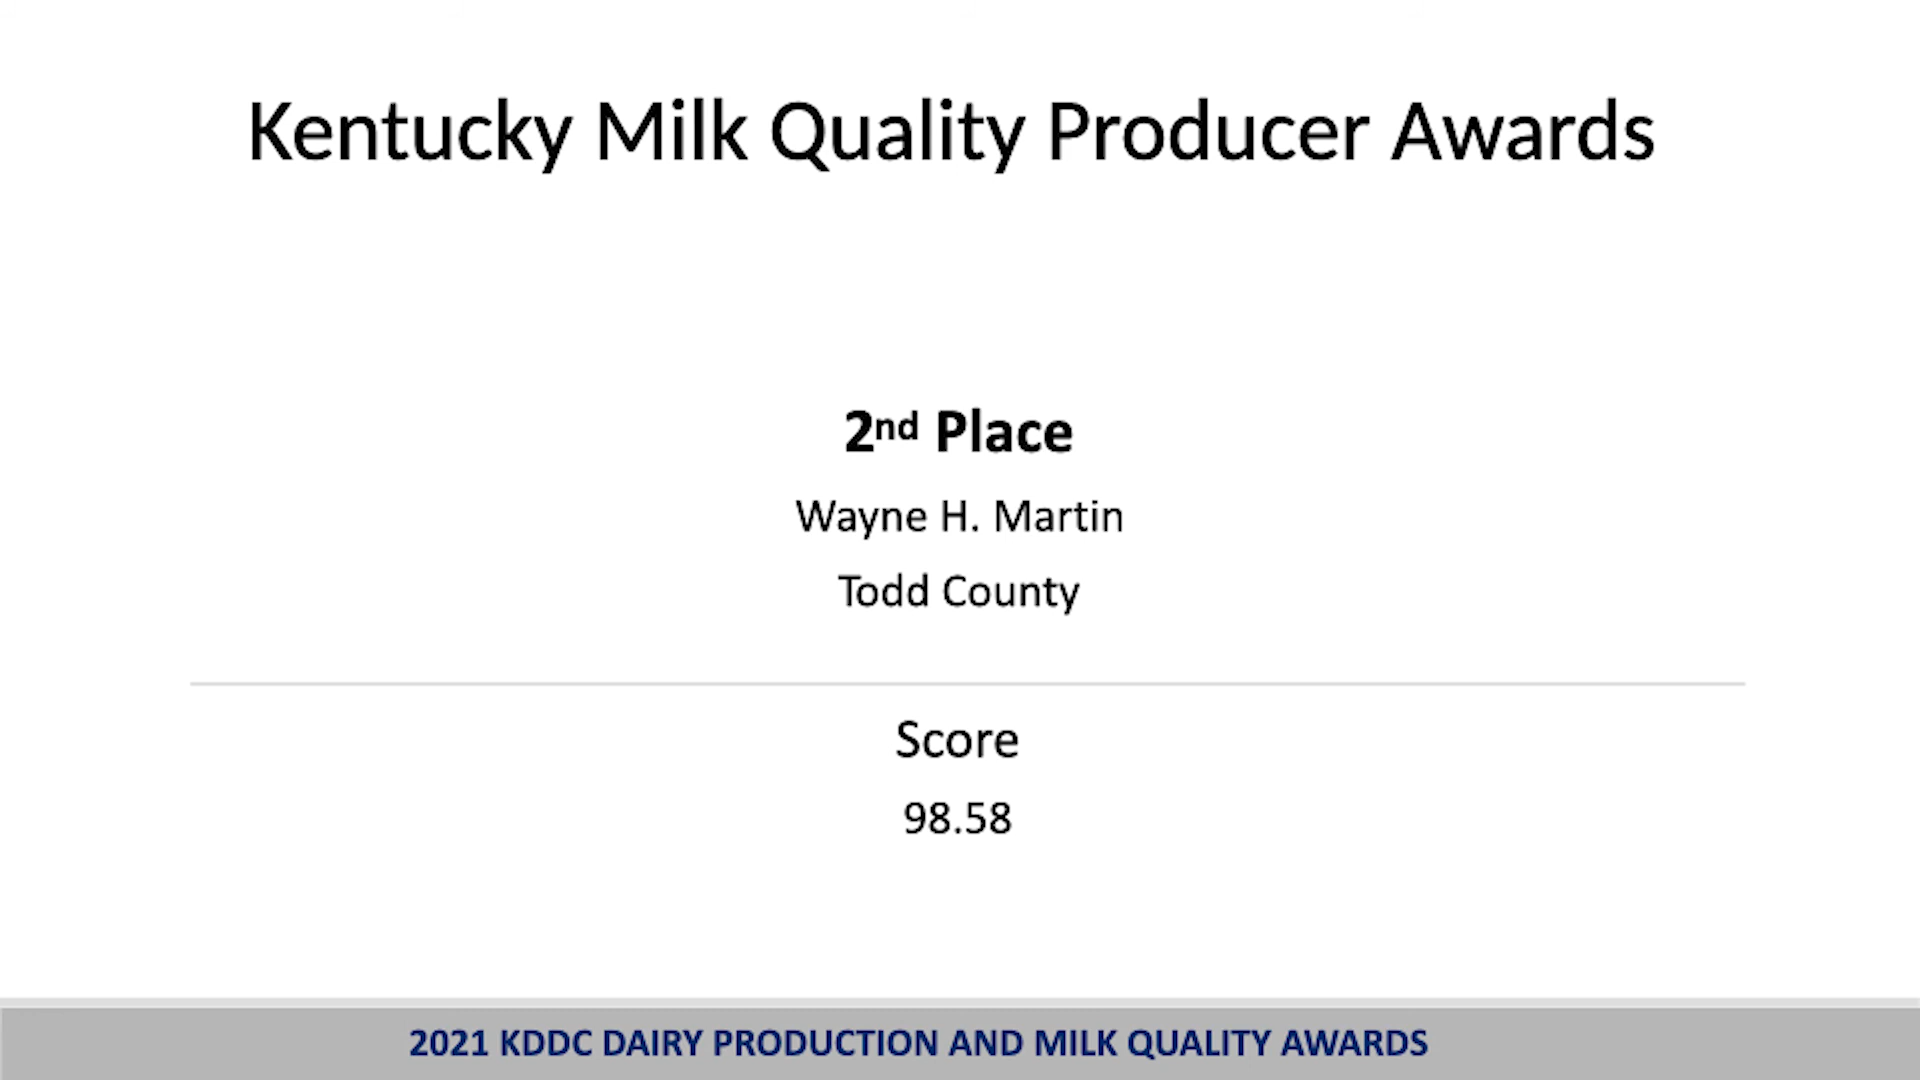 Kentucky Milk Quality Producer Awards
2nd Place
Wayne H. Martin
Todd County
Score
98.58
2021 KDDC DAIRY PRODUCTION AND MILK QUALITY AWARDS